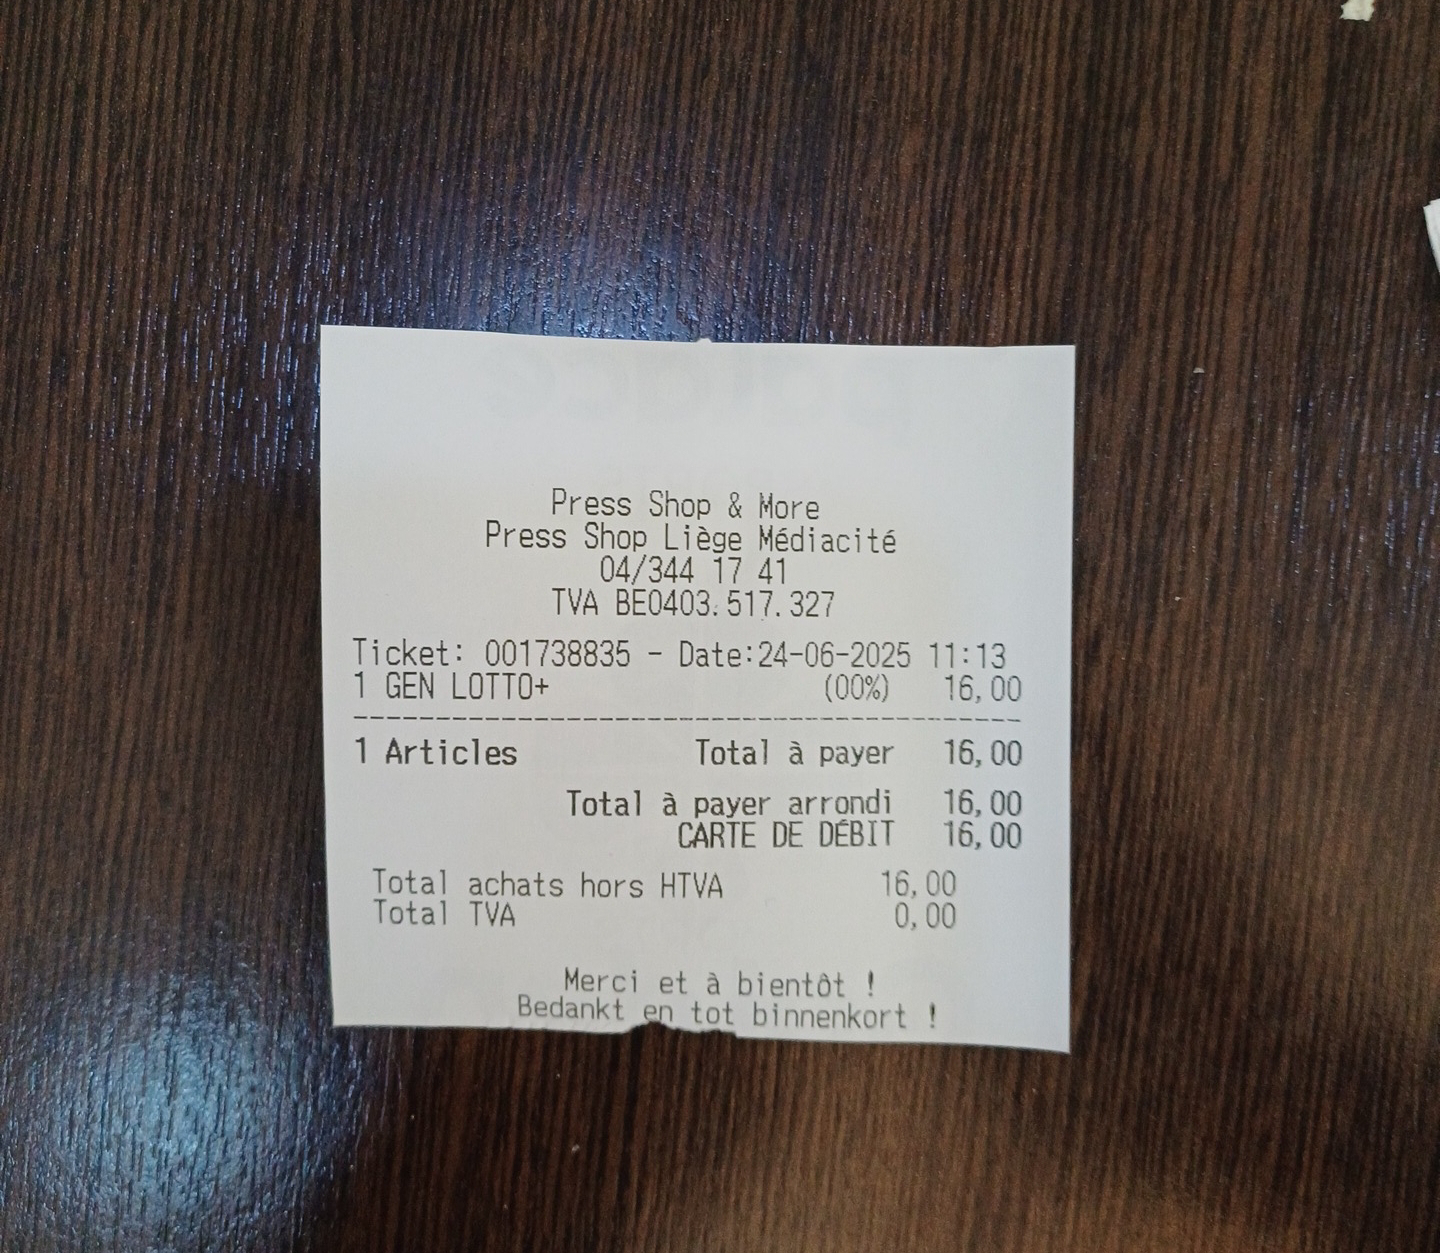 Press Shop & More
Press Shop Liège Médiacité
04/344 17 41
TVA BE0403.517.327
Ticket: 001738835 - Date:24-06-2025 11:13
1 GEN LOTTO+ (00%) 16,00
1 Articles Total à payer 16,00
Total à payer arrondi 16,00
CARTE DE DÉBIT 16,00
Total achats hors HTVA 16,00
Total TVA 0,00
Merci et à bientôt !
Bedankt en tot binnenkort !